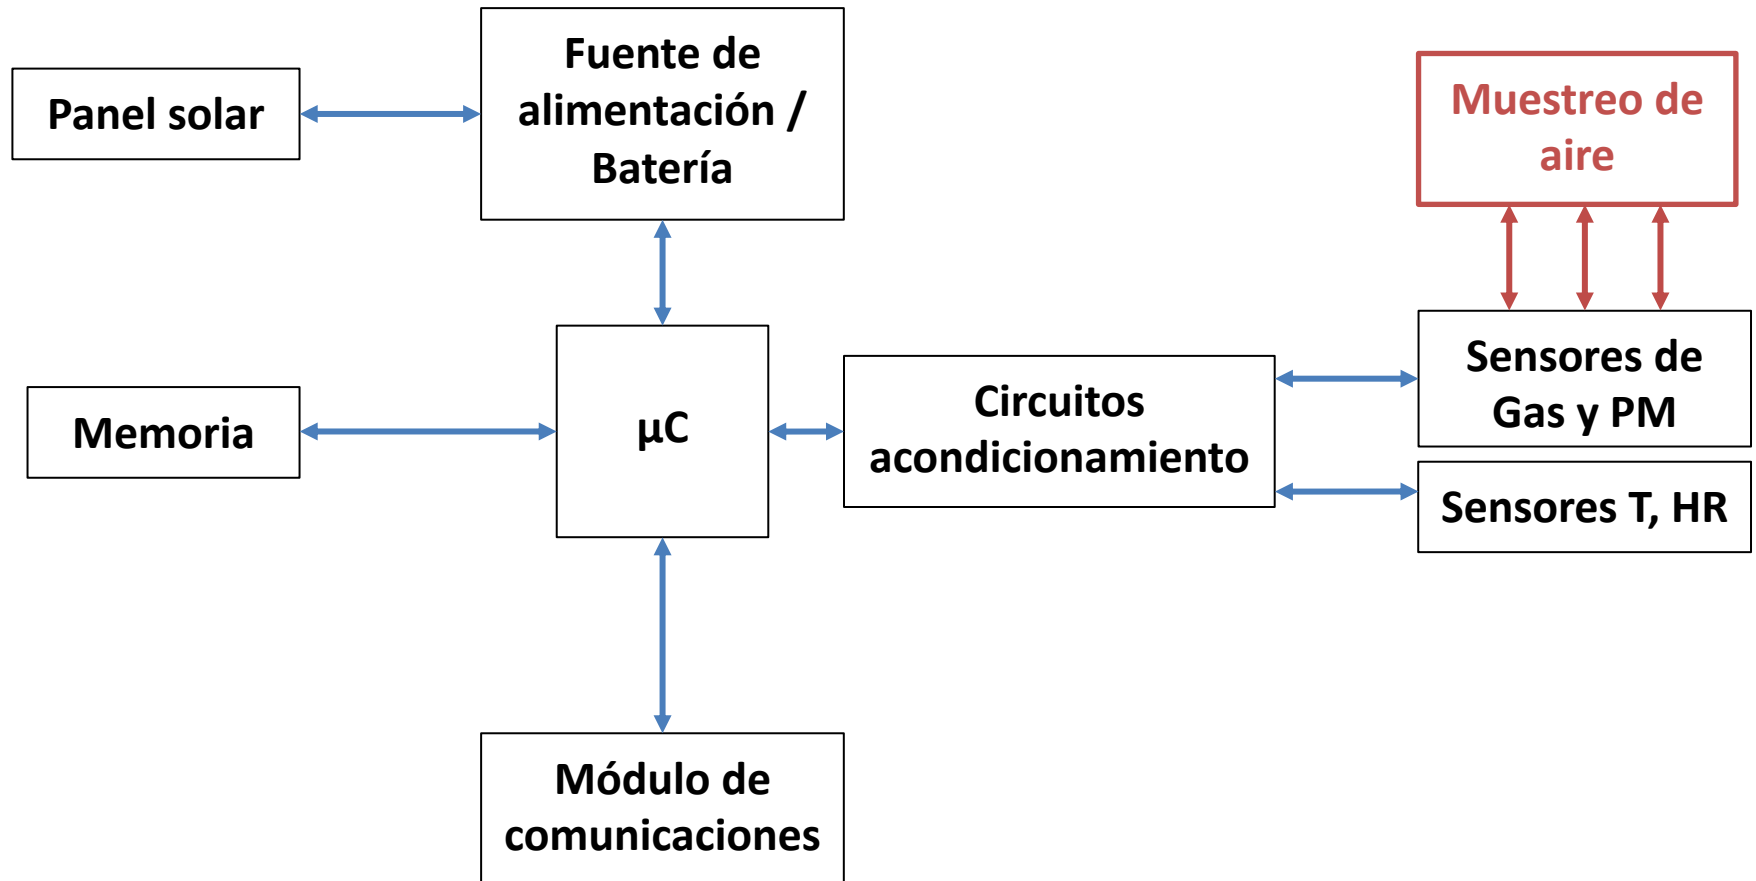 Fuente de
alimentación /
Batería
Panel solar
Muestreo de
aire
Memoria
µC
Circuitos
acondicionamiento
Sensores de
Gas y PM
Sensores T, HR
Módulo de
comunicaciones